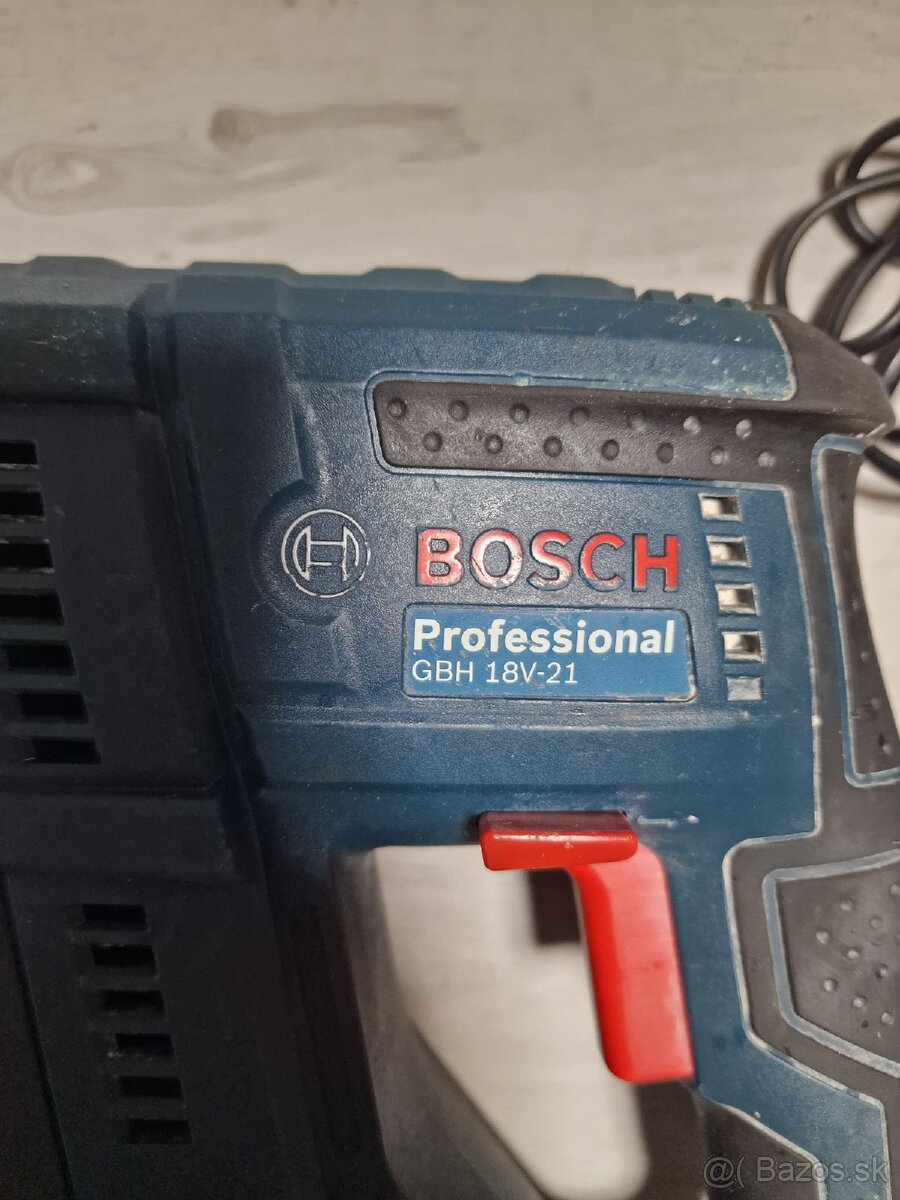 BOSCH
Professional
GBH 18V-21
@( Bazos.sk